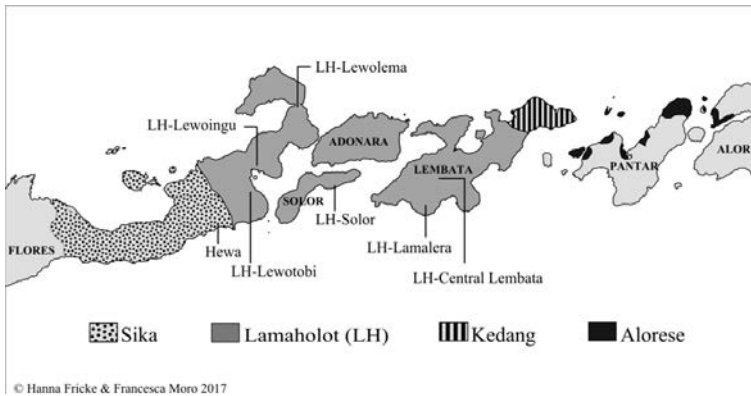 LH-Lewolema
LH-Lewoingu
ADONARA
ALOR
LEMBATA
PANTAR
SOLOR
LH-Solor
FLORES
Hewa
LH-Lamalera
LH-Lewotobi
LH-Central Lembata
Sika
Lamaholot (LH)
Kedang
Alorese
© Hanna Fricke & Francesca Moro 2017